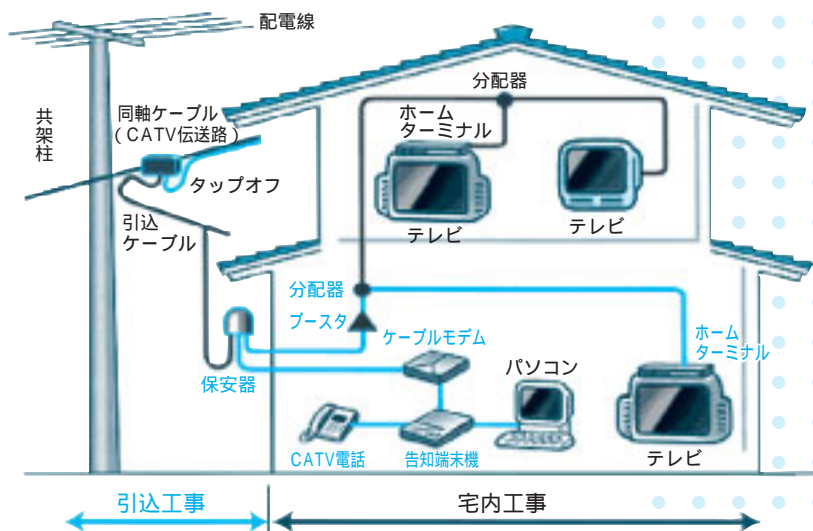 配電線
共架柱
同軸ケーブル
（CATV伝送路）
タップオフ
引込
ケーブル
分配器
ホーム
ターミナル
テレビ
テレビ
分配器
ブースタ
ケーブルモデム
保安器
パソコン
ホーム
ターミナル
CATV電話
告知端末機
テレビ
引込工事
宅内工事